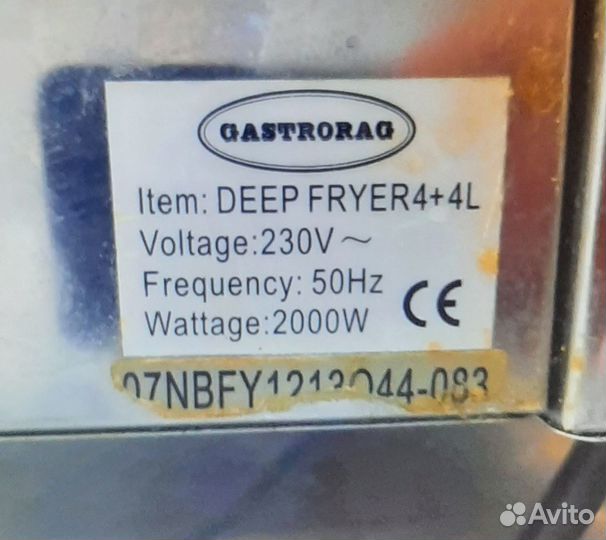 GASTRORAG
Item: DEEP FRYER4+4L
Voltage:230V~
Frequency: 50Hz
Wattage:2000W
CE
Avito